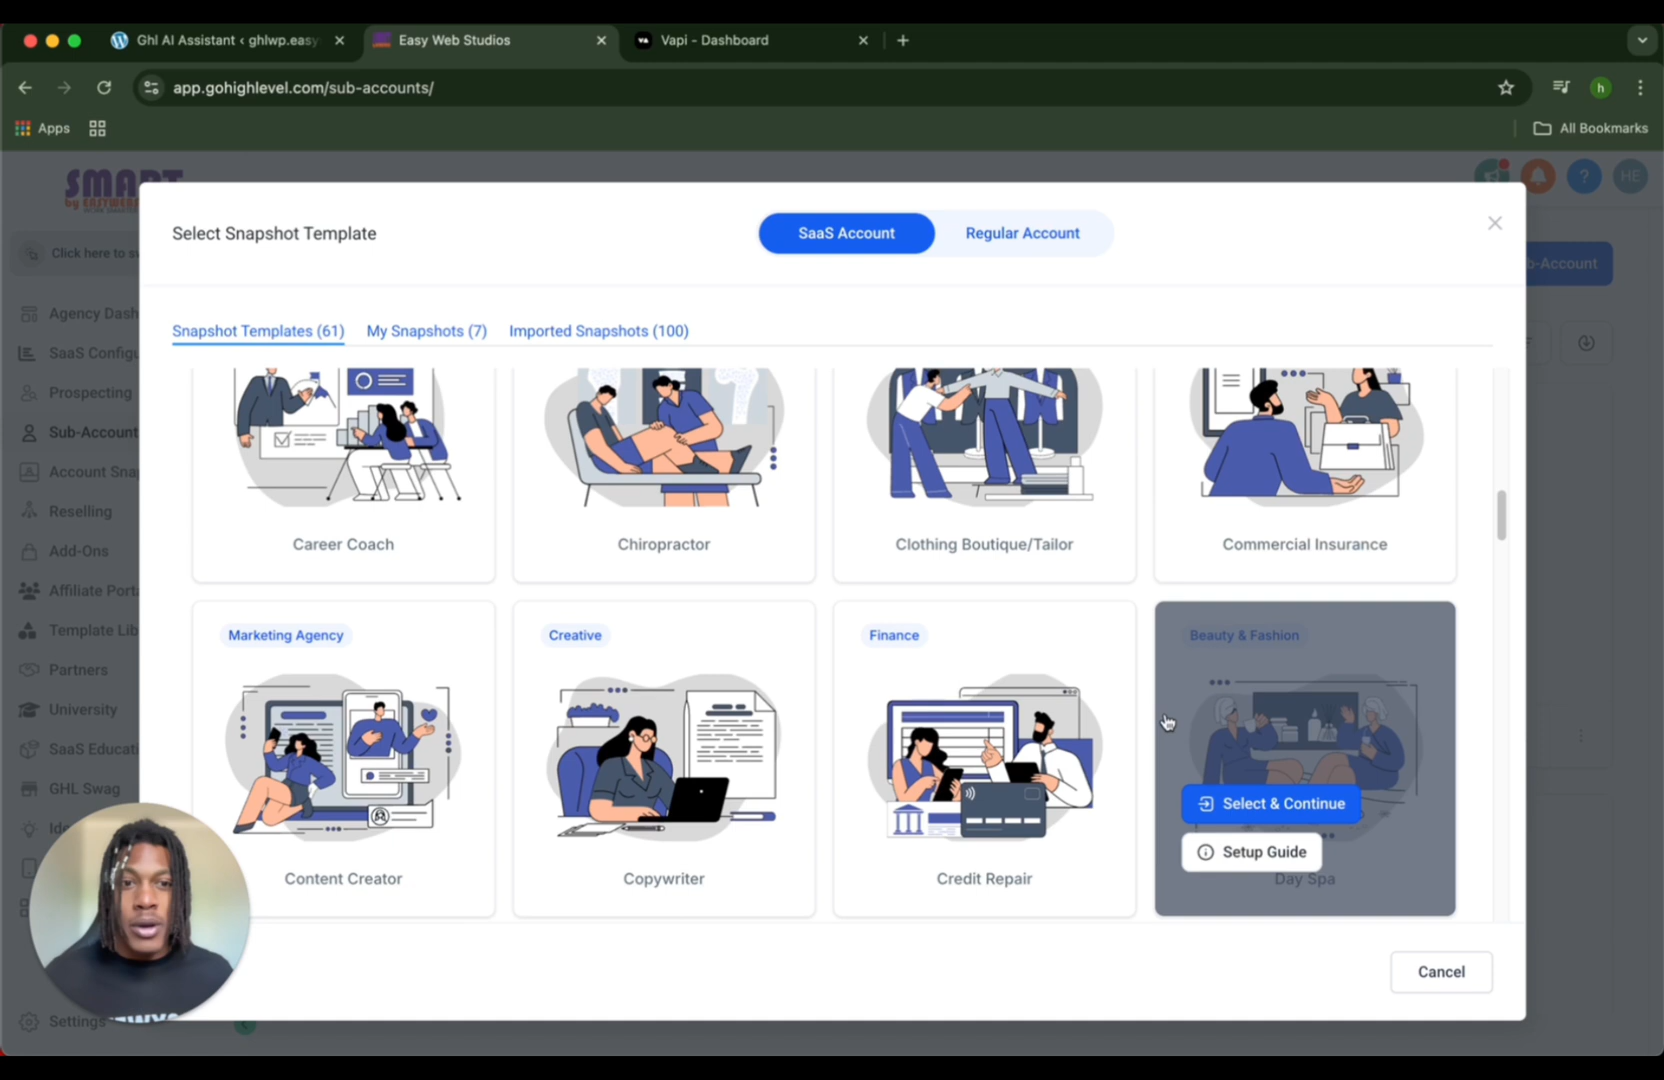 Ghl AI Assistant ‹ ghlwp.easy
Easy Web Studios
Vapi - Dashboard
app.gohighlevel.com/sub-accounts/
h
Apps
All Bookmarks
SMART
HE
Select Snapshot Template
SaaS Account
Regular Account
Click here to sw
b-Account
Agency Dash
Snapshot Templates (61)
My Snapshots (7)
Imported Snapshots (100)
SaaS Configu
Prospecting
Sub-Account
Account Sna
Reselling
Add-Ons
Career Coach
Chiropractor
Clothing Boutique/Tailor
Commercial Insurance
Affiliate Porta
Template Lib
Marketing Agency
Creative
Finance
Beauty & Fashion
Partners
University
SaaS Educati
GHL Swag
Select & Continue
Ide
Setup Guide
Content Creator
Copywriter
Credit Repair
Day Spa
Cancel
Settings